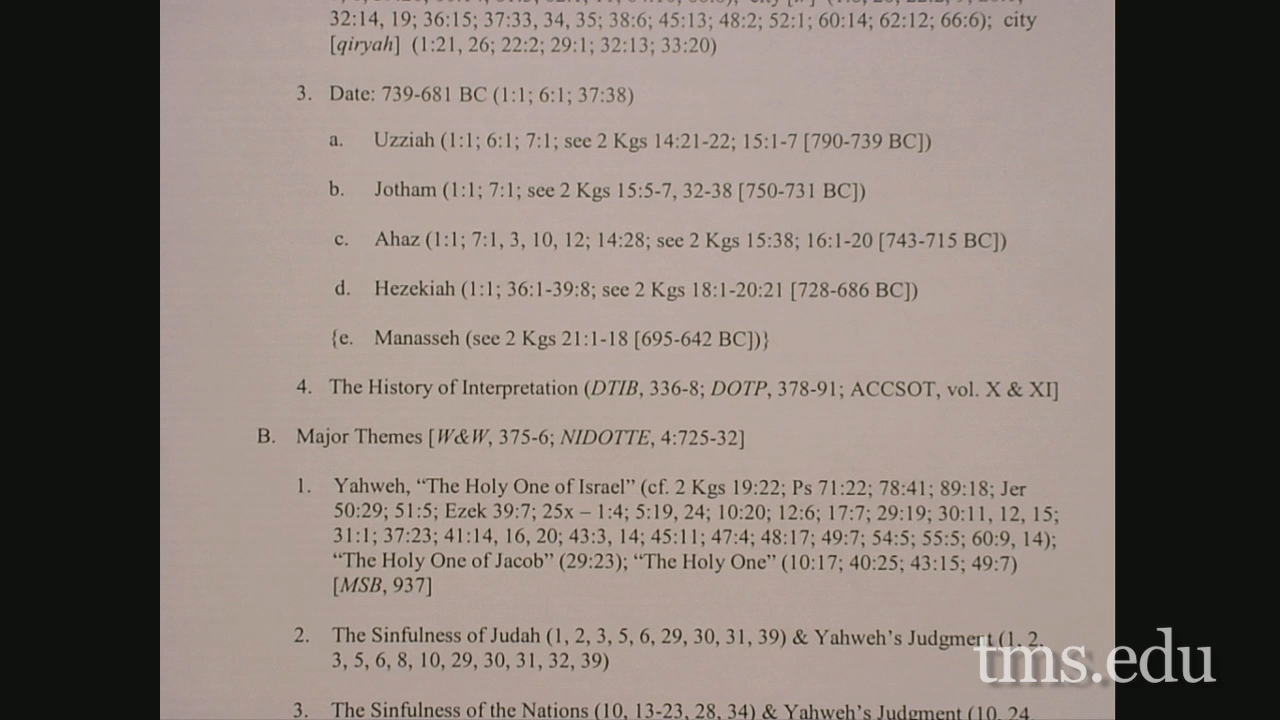 32:14, 19; 36:15; 37:33, 34, 35; 38:6; 45:13; 48:2; 52:1; 60:14; 62:12; 66:6); city
[qiryah] (1:21, 26; 22:2; 29:1; 32:13; 33:20)
3. Date: 739-681 BC (1:1; 6:1; 37:38)
a. Uzziah (1:1; 6:1; 7:1; see 2 Kgs 14:21-22; 15:1-7 [790-739 BC])
b. Jotham (1:1; 7:1; see 2 Kgs 15:5-7, 32-38 [750-731 BC])
c. Ahaz (1:1; 7:1, 3, 10, 12; 14:28; see 2 Kgs 15:38; 16:1-20 [743-715 BC])
d. Hezekiah (1:1; 36:1-39:8; see 2 Kgs 18:1-20:21 [728-686 BC])
{e. Manasseh (see 2 Kgs 21:1-18 [695-642 BC])}
4. The History of Interpretation (DTIB, 336-8; DOTP, 378-91; ACCSOT, vol. X & XI]
B. Major Themes [W&W, 375-6; NIDOTTE, 4:725-32]
1. Yahweh, “The Holy One of Israel” (cf. 2 Kgs 19:22; Ps 71:22; 78:41; 89:18; Jer
50:29; 51:5; Ezek 39:7; 25x – 1:4; 5:19, 24; 10:20; 12:6; 17:7; 29:19; 30:11, 12, 15;
31:1; 37:23; 41:14, 16, 20; 43:3, 14; 45:11; 47:4; 48:17; 49:7; 54:5; 55:5; 60:9, 14);
“The Holy One of Jacob” (29:23); “The Holy One” (10:17; 40:25; 43:15; 49:7)
[MSB, 937]
2. The Sinfulness of Judah (1, 2, 3, 5, 6, 29, 30, 31, 39) & Yahweh’s Judgment (1, 2,
3, 5, 6, 8, 10, 29, 30, 31, 32, 39)
tms.edu
3. The Sinfulness of the Nations (10, 13-23, 28, 34) & Yahweh’s Judgment (10, 24